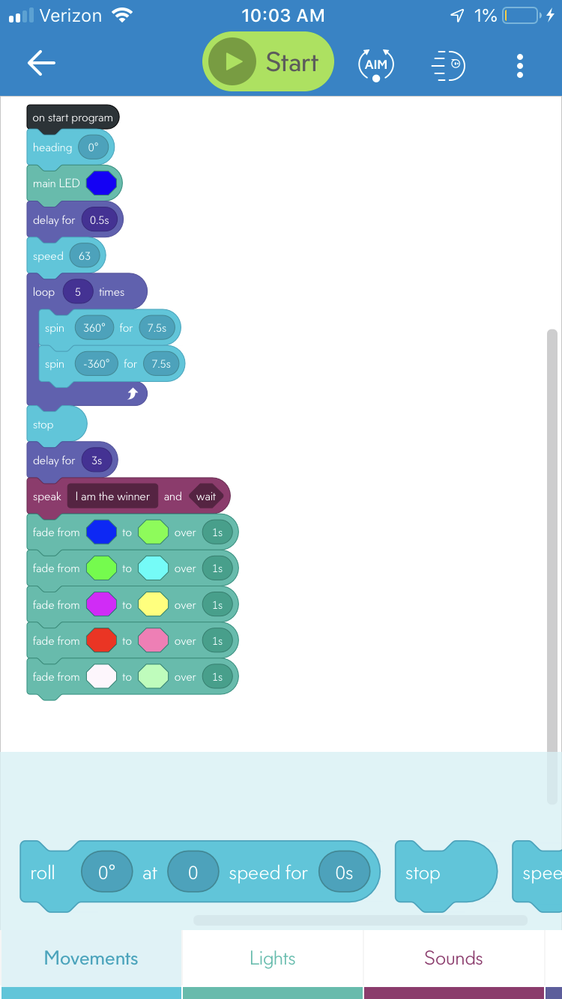 Verizon 10:03 AM 1%
Start AIM
on start program
heading 0°
main LED
delay for 0.5s
speed 63
loop 5 times
spin 360° for 7.5s
spin -360° for 7.5s
stop
delay for 3s
speak I am the winner and wait
fade from to over 1s
fade from to over 1s
fade from to over 1s
fade from to over 1s
fade from to over 1s
roll 0° at 0 speed for 0s stop spee
Movements Lights Sounds